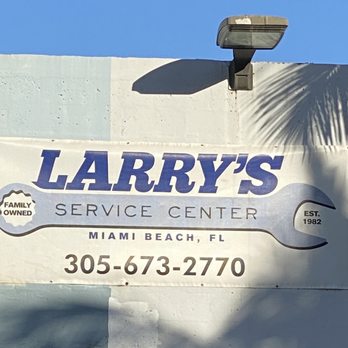 LARRY'S
FAMILY
OWNED
SERVICE CENTER
EST.
1982
MIAMI BEACH, FL
305-673-2770